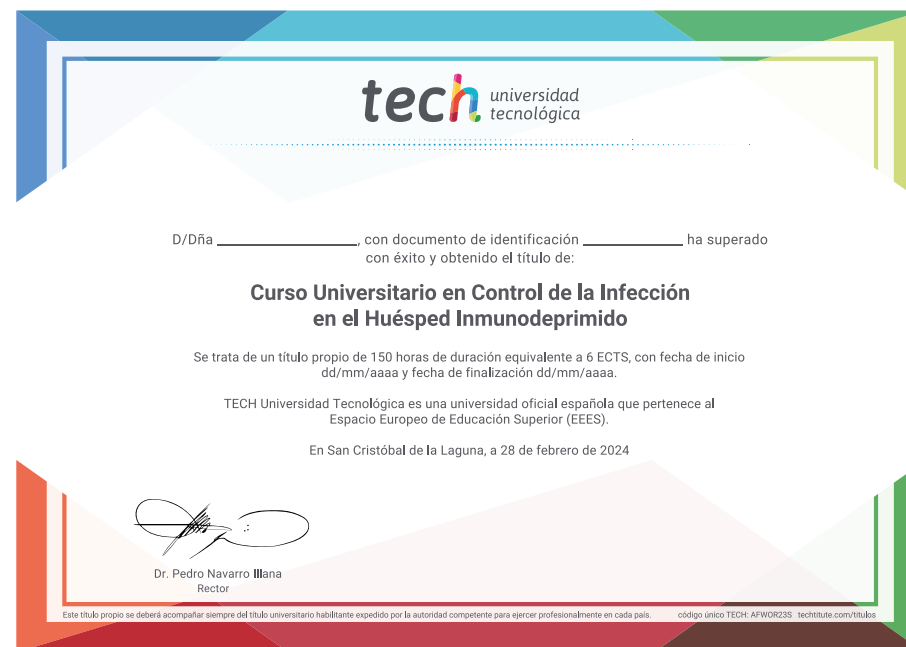 tech universidad
tecnológica
D/Dña ____________________, con documento de identificación ______________ ha superado
con éxito y obtenido el título de:
Curso Universitario en Control de la Infección
en el Huésped Inmunodeprimido
Se trata de un título propio de 150 horas de duración equivalente a 6 ECTS, con fecha de inicio
dd/mm/aaaa y fecha de finalización dd/mm/aaaa.
TECH Universidad Tecnológica es una universidad oficial española que pertenece al
Espacio Europeo de Educación Superior (EEES).
En San Cristóbal de la Laguna, a 28 de febrero de 2024
Dr. Pedro Navarro Illana
Rector
Este título propio se deberá acompañar siempre del título universitario habilitante expedido por la autoridad competente para ejercer profesionalmente en cada país. código único TECH: AFWOR23S techtitute.com/titulos